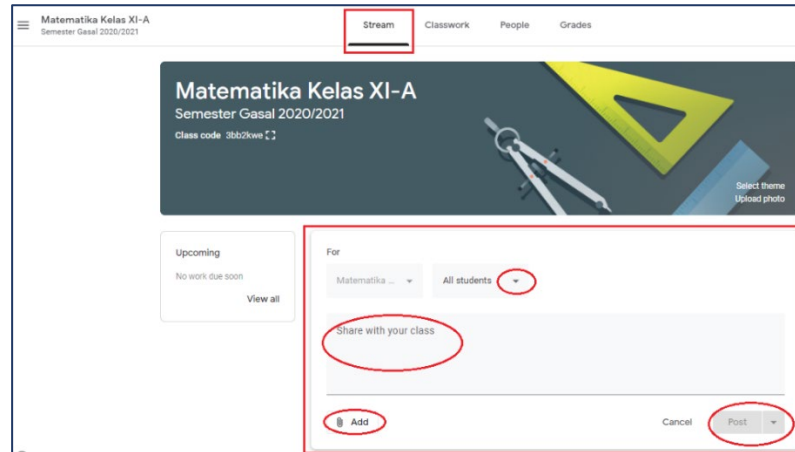 Matematika Kelas XI-A
Semester Gasal 2020/2021
Stream
Classwork
People
Grades
Matematika Kelas XI-A
Semester Gasal 2020/2021
Class code 3bb2kwe
Select theme
Upload photo
Upcoming
No work due soon
View all
For
Matematika ...
All students
Share with your class
Add
Cancel
Post